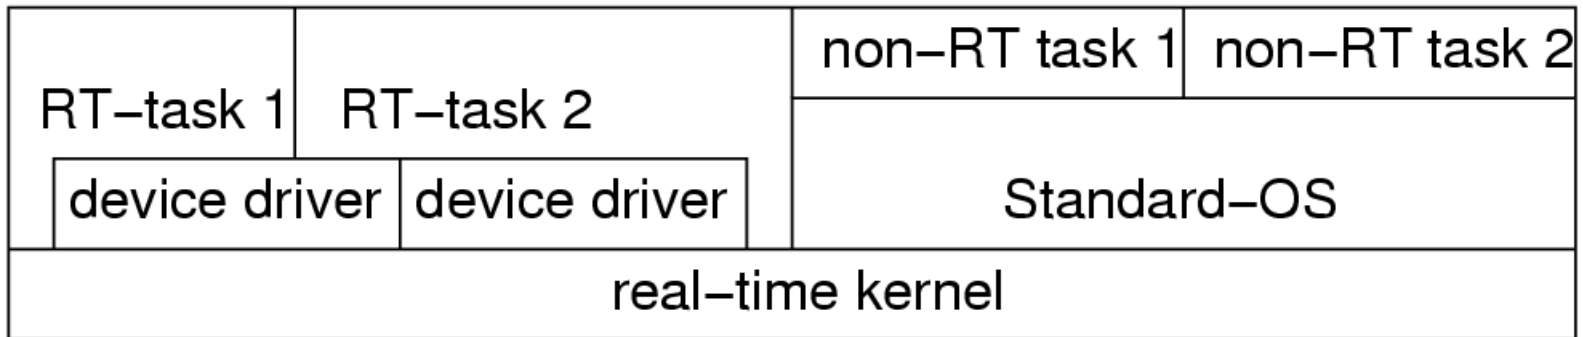 non−RT task 1
non−RT task 2
RT−task 1
RT−task 2
device driver
device driver
Standard−OS
real−time kernel